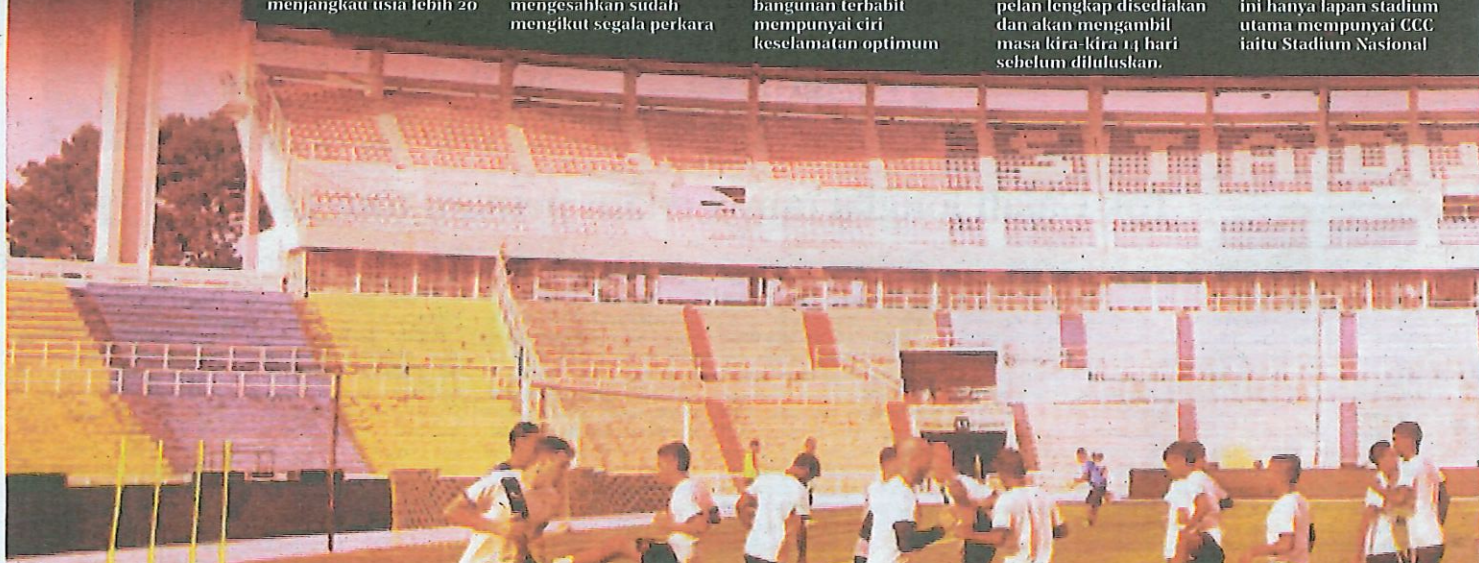 menjangkau usia lebih 20
mengesahkan sudah
mengikut segala perkara
bangunan terbabit
mempunyai ciri
keselamatan optimum
pelan lengkap disediakan
dan akan mengambil
masa kira-kira 14 hari
sebelum diluluskan.
ini hanya lapan stadium
utama mempunyai CCC
iaitu Stadium Nasional